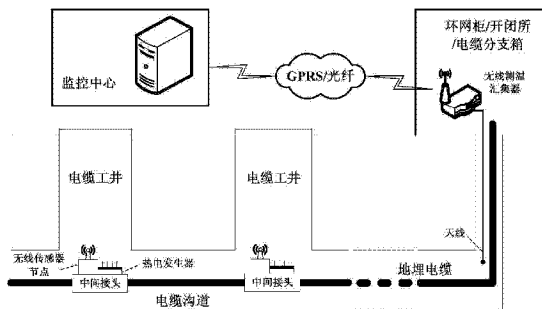 监控中心
GPRS/光纤
环网柜/开闭所
/电缆分支箱
无线测温
汇集器
电缆工井
电缆工井
天线
无线传感器
节点
热电发生器
中间接头
中间接头
地埋电缆
电缆沟道